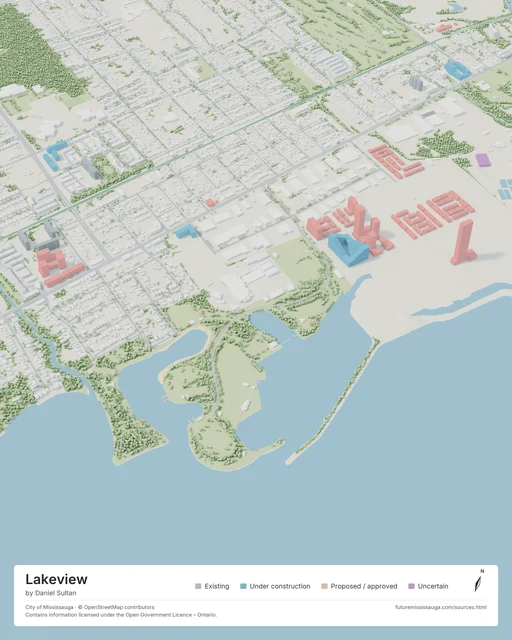 Lakeview
by Daniel Sultan
Existing
Under construction
Proposed / approved
Uncertain
N
City of Mississauga · © OpenStreetMap contributors
Contains information licensed under the Open Government Licence – Ontario.
futuremississauga.com/sources.html